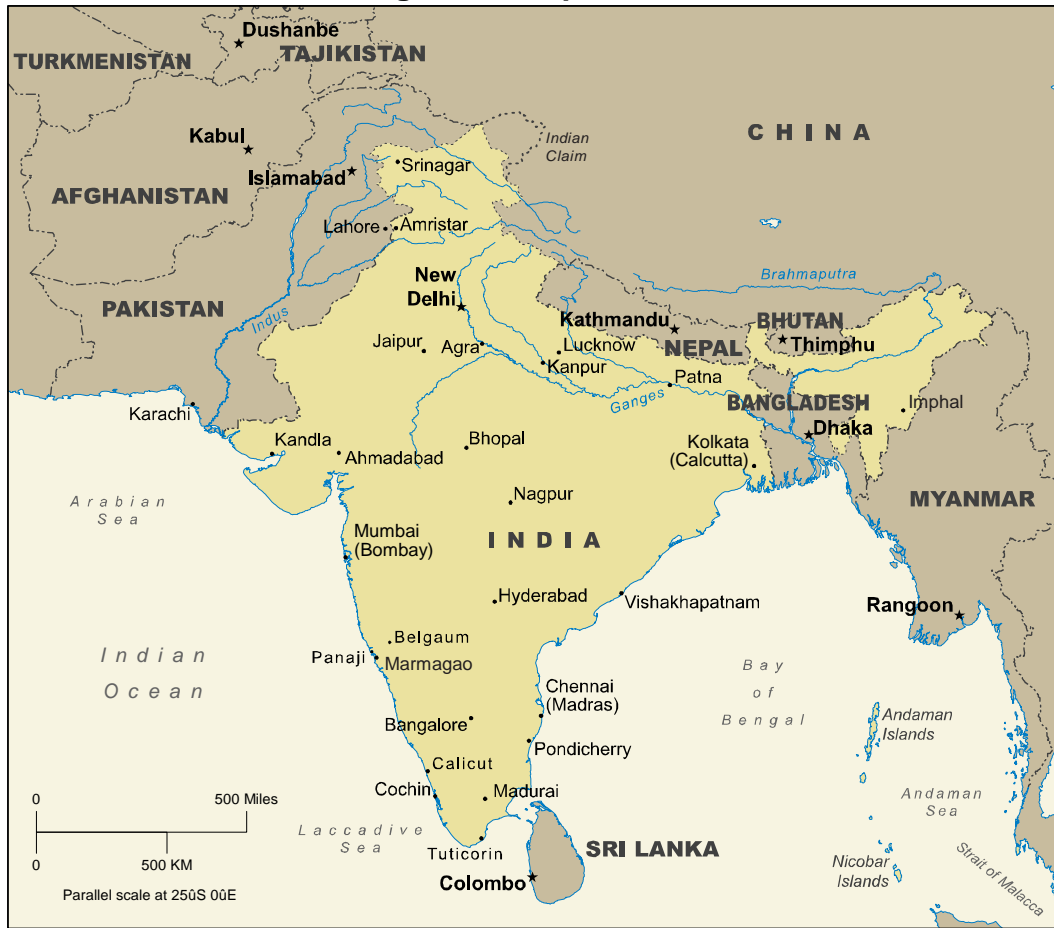 Dushanbe
TAJIKISTAN
TURKMENISTAN
CHINA
Kabul
Indian
Claim
Srinagar
Islamabad
AFGHANISTAN
Lahore
Amristar
New
Delhi
Brahmaputra
PAKISTAN
Indus
Kathmandu
BHUTAN
Thimphu
NEPAL
Jaipur
Agra
Lucknow
Kanpur
Patna
Ganges
BANGLADESH
Imphal
Karachi
Dhaka
Kandla
Ahmadabad
Bhopal
Kolkata
(Calcutta)
Arabian
Sea
Nagpur
MYANMAR
Mumbai
(Bombay)
INDIA
Hyderabad
Vishakhapatnam
Rangoon
Belgaum
Panaji
Marmagao
Indian
Ocean
Bay
of
Bengal
Chennai
(Madras)
Bangalore
Andaman
Islands
Pondicherry
Calicut
Cochin
Madurai
Andaman
Sea
0
500 Miles
0
500 KM
Parallel scale at 25ûS 0ûE
Laccadive
Sea
Tuticorin
SRI LANKA
Colombo
Nicobar
Islands
Strait of Malacca